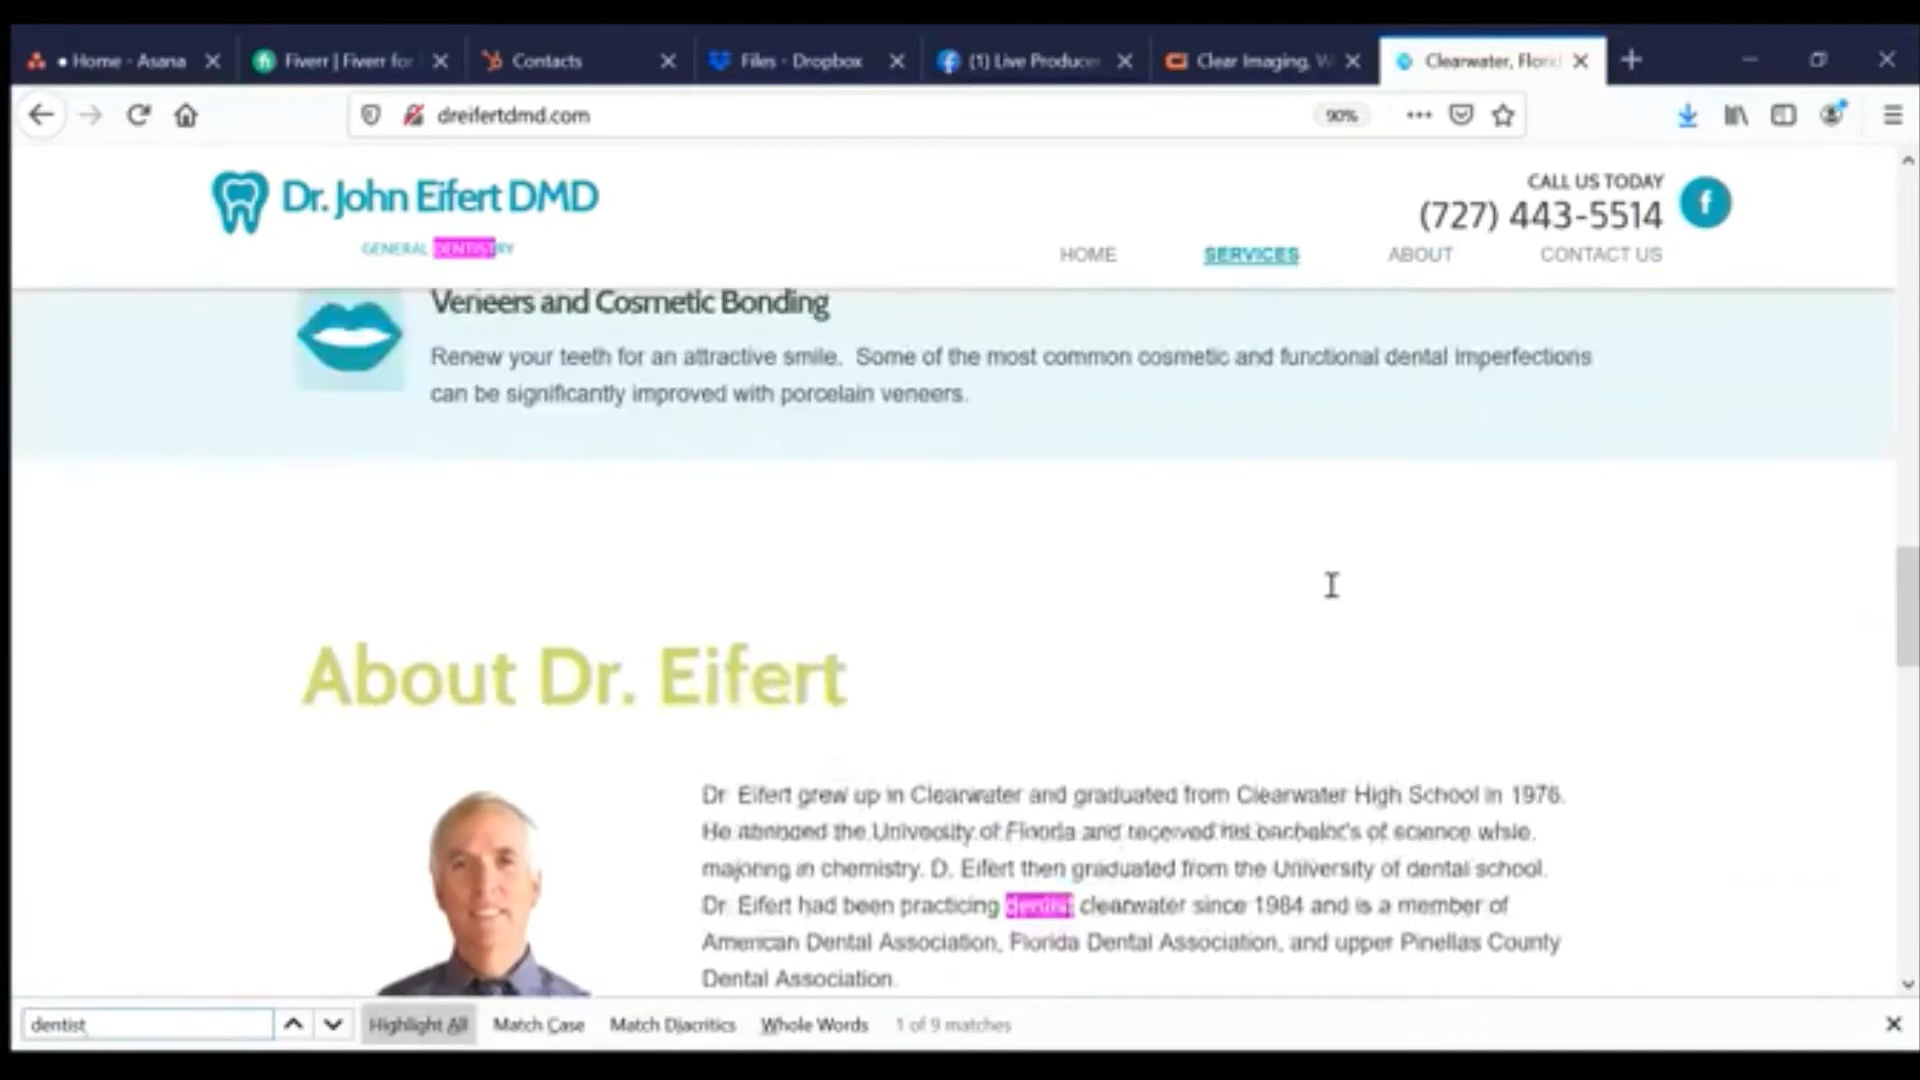 Home - Asana
Fiverr | Fiverr for
Contacts
Files - Dropbox
(1) Live Produce
Clear Imaging, W
Clearwater, Flori
dreifertdmd.com
90%
Dr. John Eifert DMD
GENERAL DENTISTRY
CALL US TODAY
(727) 443-5514
HOME
SERVICES
ABOUT
CONTACT US
Veneers and Cosmetic Bonding
Renew your teeth for an attractive smile. Some of the most common cosmetic and functional dental imperfections
can be significantly improved with porcelain veneers.
About Dr. Eifert
Dr. Eifert grew up in Clearwater and graduated from Clearwater High School in 1976.
He the University of Florida and received his bachelor's of science while
majoring in chemistry. D. Eifert then graduated from the University of dental school.
Dr. Eifert had been practicing dentist clearwater since 1984 and is a member of
American Dental Association, Florida Dental Association, and upper Pinellas County
Dental Association.
dentist
Highlight All
Match Case
Match Diacritics
Whole Words
1 of 9 matches